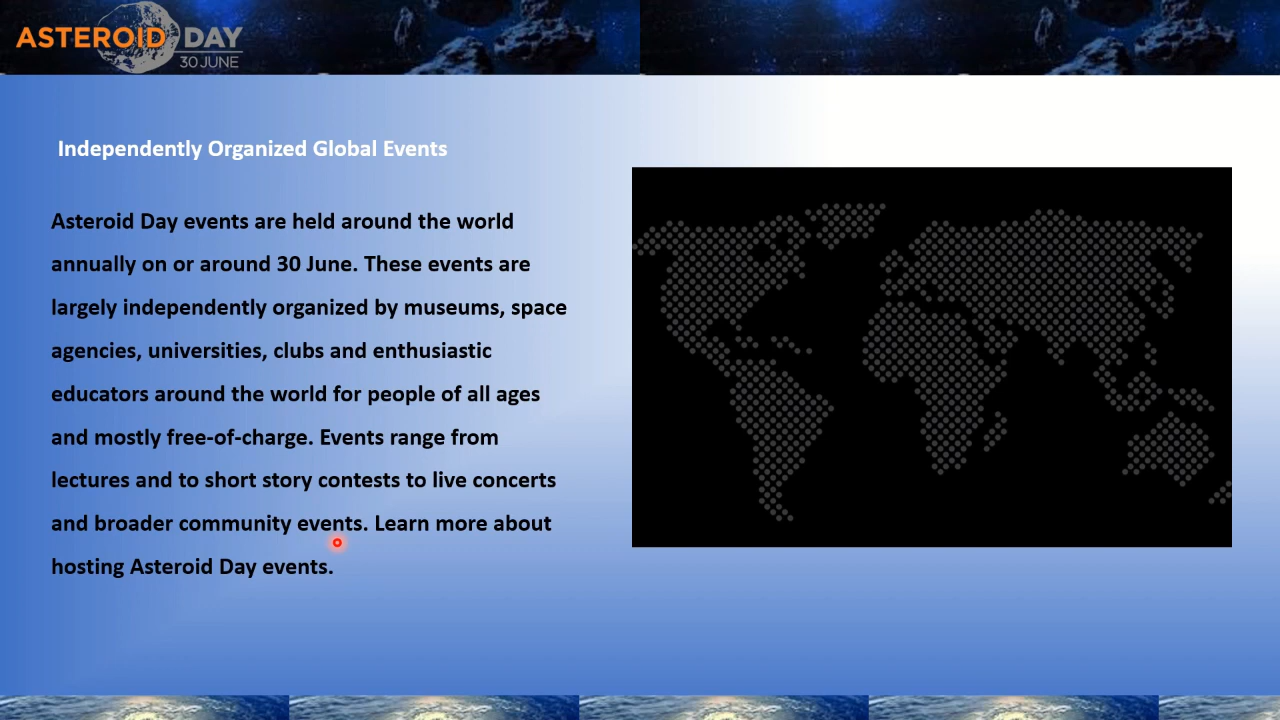 ASTEROID DAY
30 JUNE
Independently Organized Global Events
Asteroid Day events are held around the world
annually on or around 30 June. These events are
largely independently organized by museums, space
agencies, universities, clubs and enthusiastic
educators around the world for people of all ages
and mostly free-of-charge. Events range from
lectures and to short story contests to live concerts
and broader community events. Learn more about
hosting Asteroid Day events.